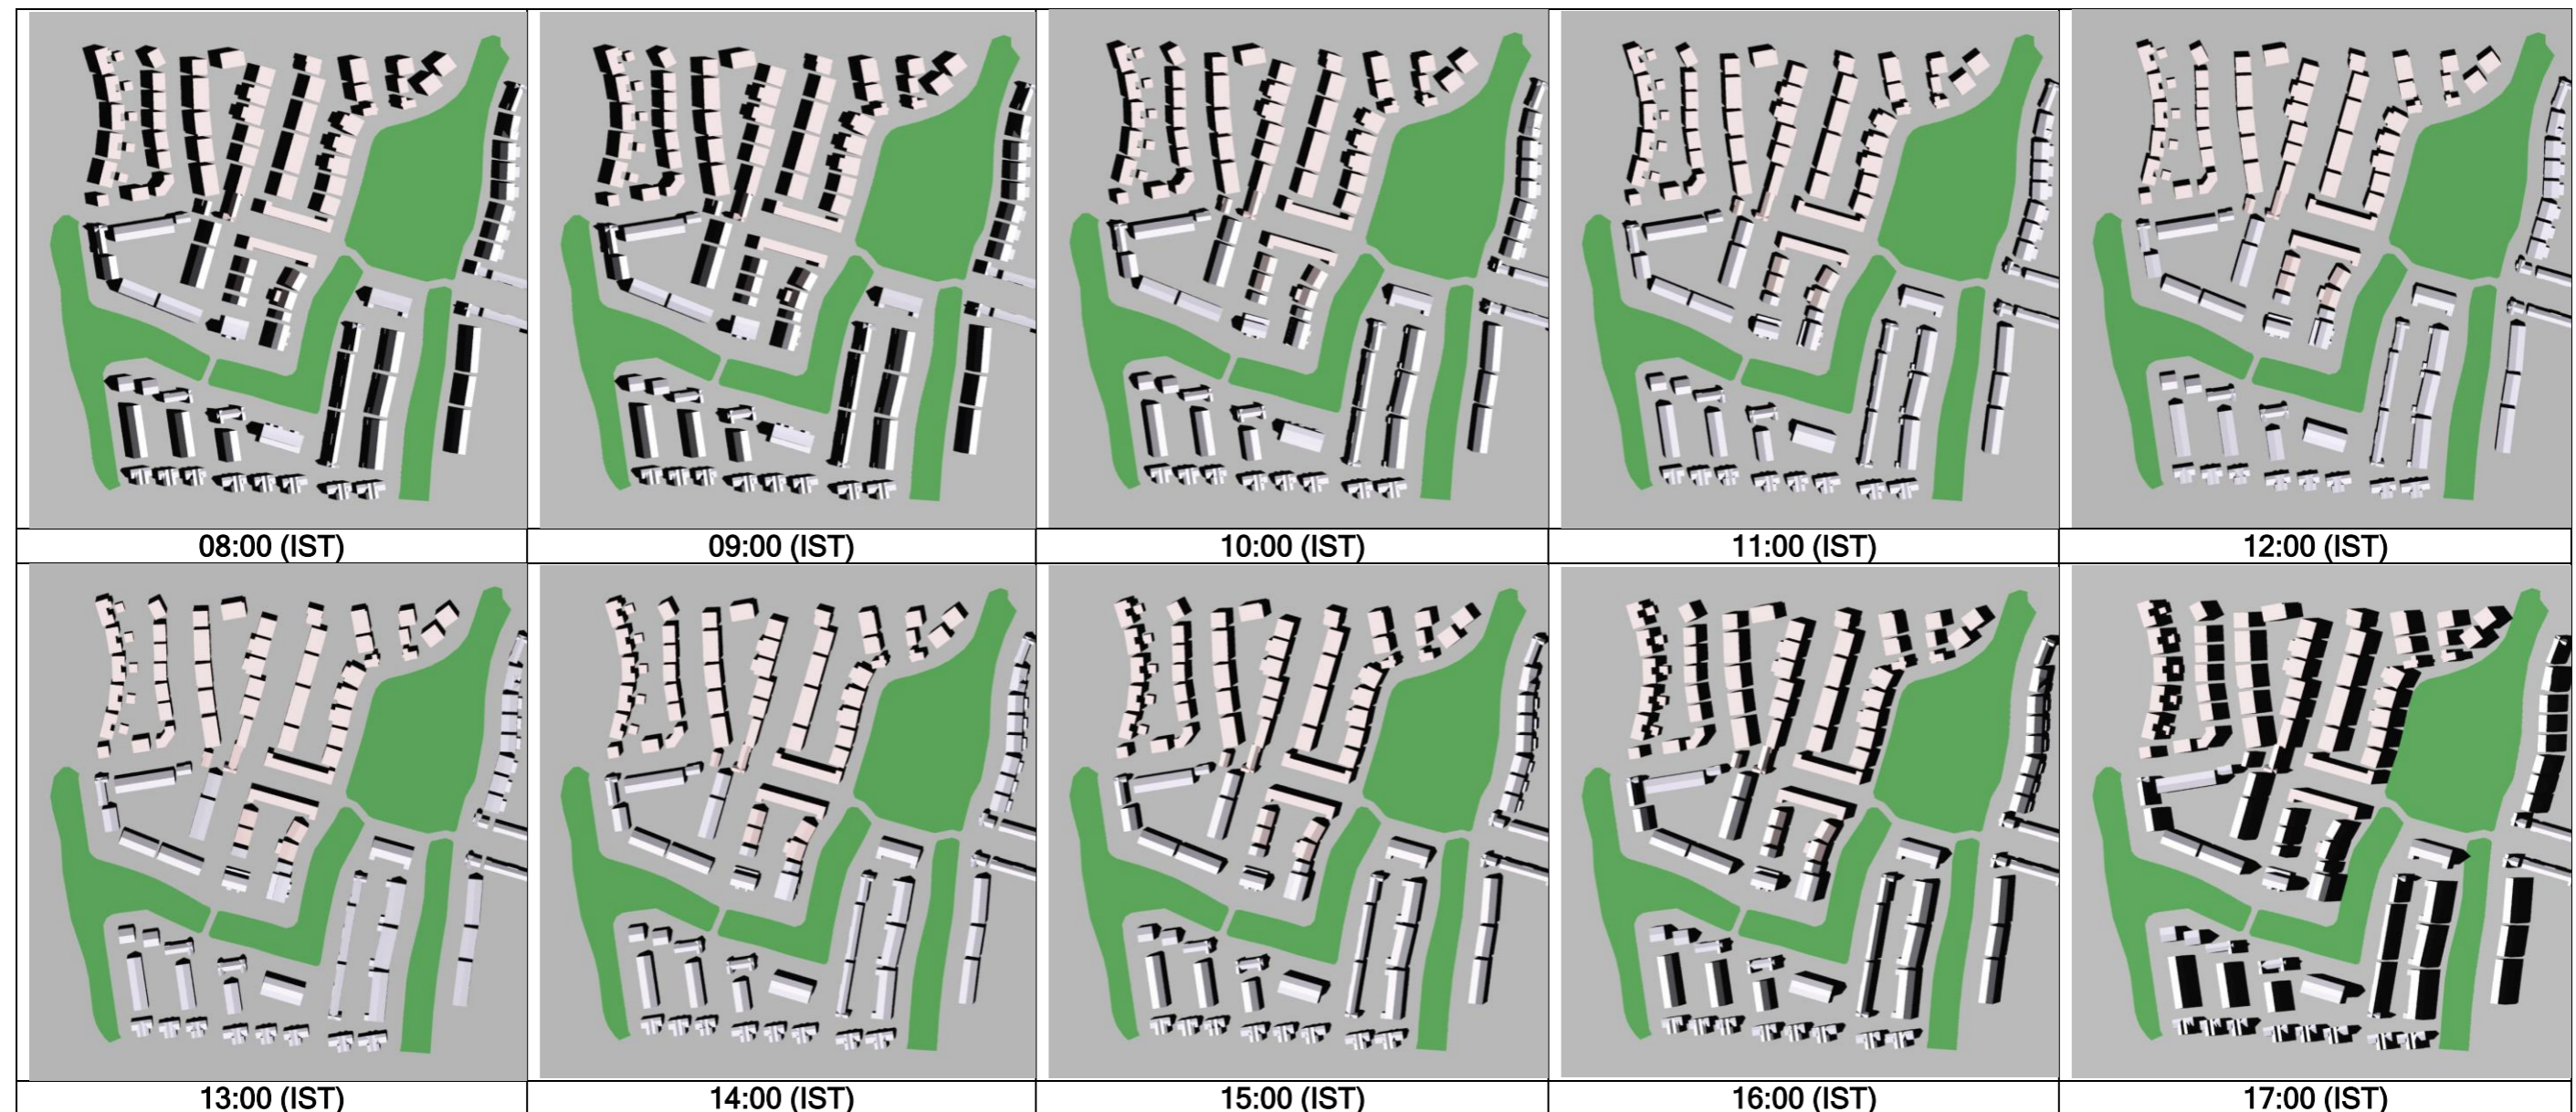 08:00 (IST)
09:00 (IST)
10:00 (IST)
11:00 (IST)
12:00 (IST)
13:00 (IST)
14:00 (IST)
15:00 (IST)
16:00 (IST)
17:00 (IST)